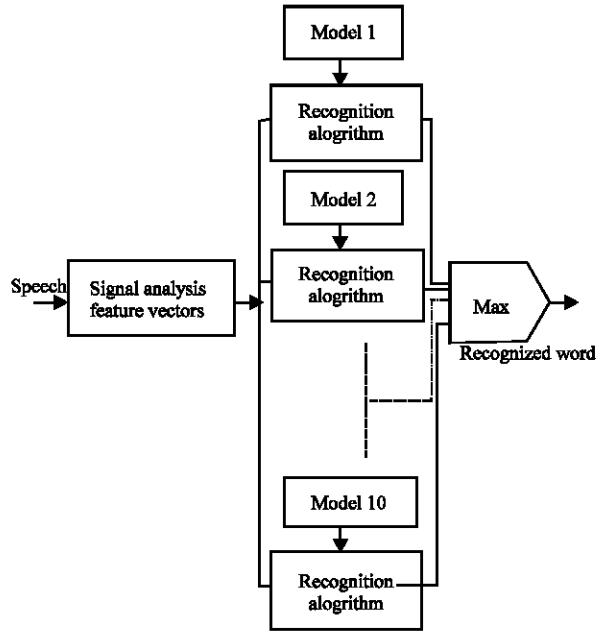 Model 1
Recognition
alogrithm
Model 2
Speech
Signal analysis
feature vectors
Recognition
alogrithm
Max
Recognized word
Model 10
Recognition
alogrithm